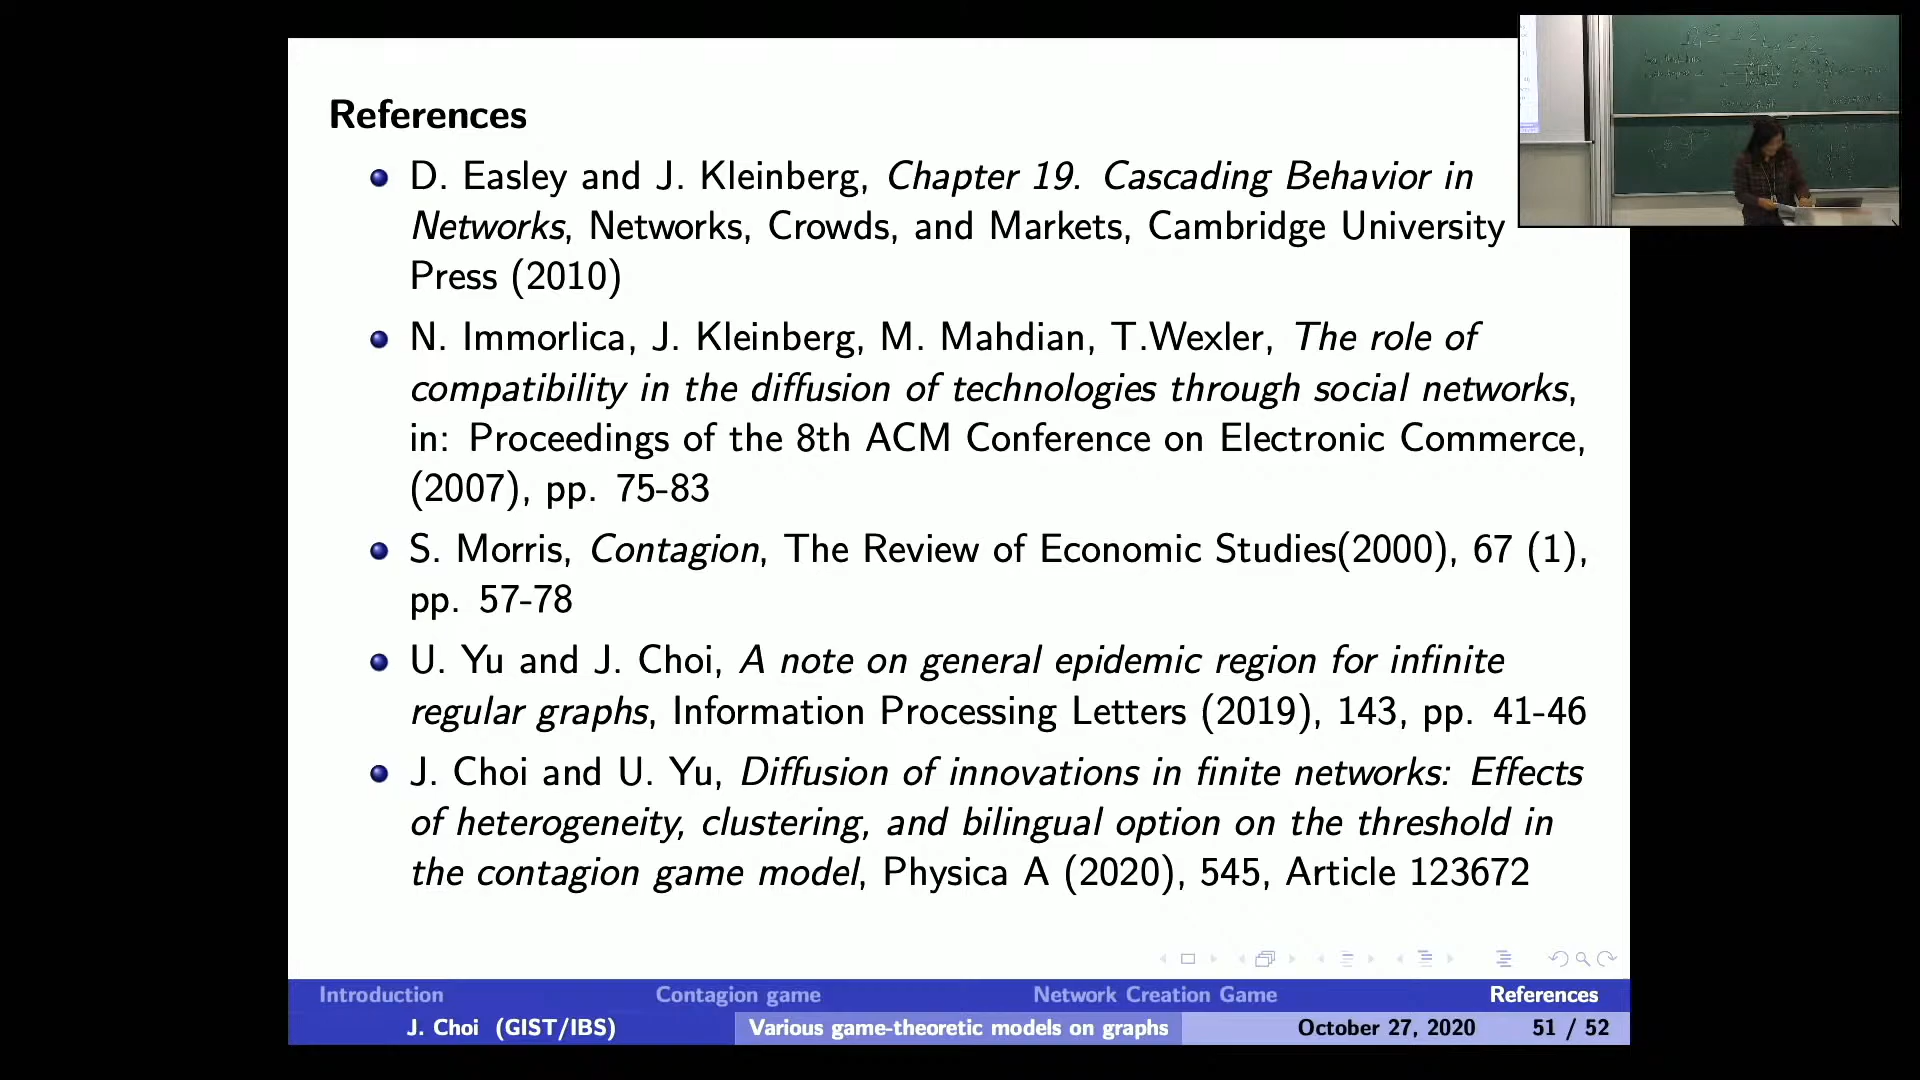 References
D. Easley and J. Kleinberg, Chapter 19. Cascading Behavior in
Networks, Networks, Crowds, and Markets, Cambridge University
Press (2010)
N. Immorlica, J. Kleinberg, M. Mahdian, T.Wexler, The role of
compatibility in the diffusion of technologies through social networks,
in: Proceedings of the 8th ACM Conference on Electronic Commerce,
(2007), pp. 75-83
S. Morris, Contagion, The Review of Economic Studies(2000), 67 (1),
pp. 57-78
U. Yu and J. Choi, A note on general epidemic region for infinite
regular graphs, Information Processing Letters (2019), 143, pp. 41-46
J. Choi and U. Yu, Diffusion of innovations in finite networks: Effects
of heterogeneity, clustering, and bilingual option on the threshold in
the contagion game model, Physica A (2020), 545, Article 123672
Introduction Contagion game Network Creation Game References
J. Choi (GIST/IBS) Various game-theoretic models on graphs October 27, 2020 51 / 52